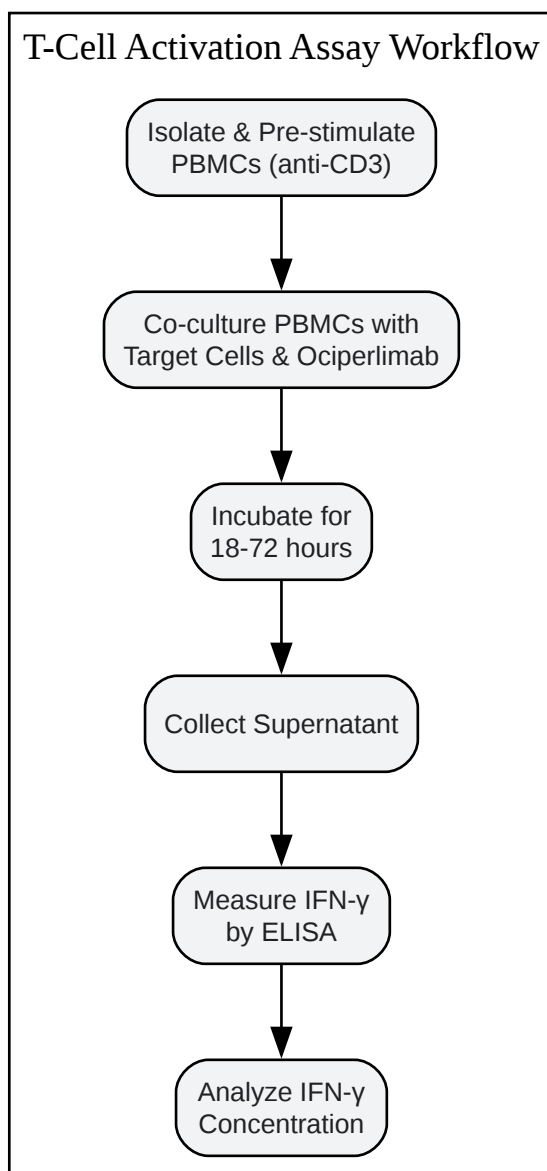 T-Cell Activation Assay Workflow
Isolate & Pre-stimulate
PBMCs (anti-CD3)
Co-culture PBMCs with
Target Cells & Ociperlimab
Incubate for
18-72 hours
Collect Supernatant
Measure IFN-γ
by ELISA
Analyze IFN-γ
Concentration